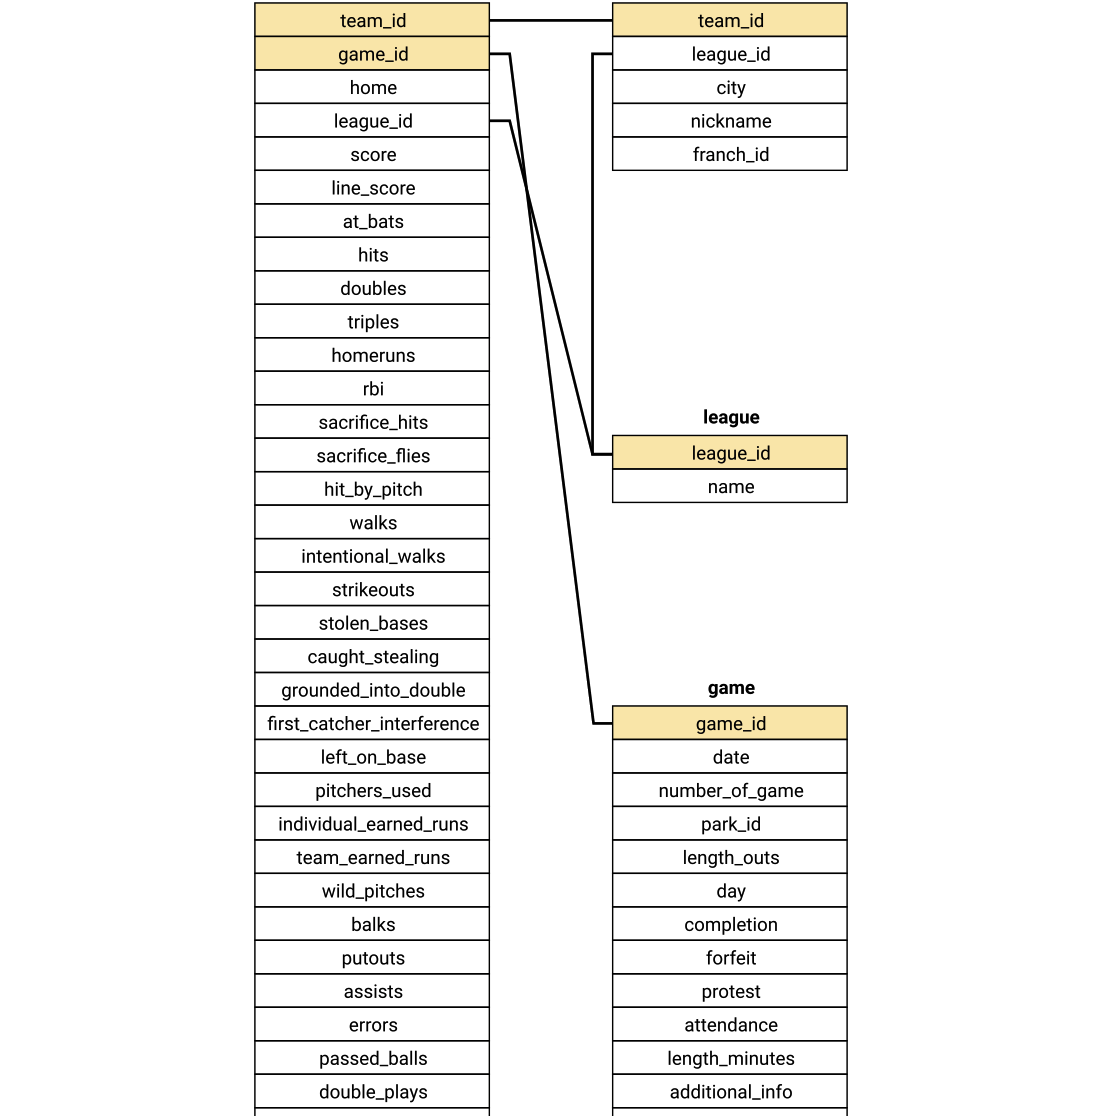 team_id
game_id
home
league_id
score
line_score
at_bats
hits
doubles
triples
homeruns
rbi
sacrifice_hits
sacrifice_flies
hit_by_pitch
walks
intentional_walks
strikeouts
stolen_bases
caught_stealing
grounded_into_double
first_catcher_interference
left_on_base
pitchers_used
individual_earned_runs
team_earned_runs
wild_pitches
balks
putouts
assists
errors
passed_balls
double_plays
team_id
league_id
city
nickname
franch_id
league
league_id
name
game
game_id
date
number_of_game
park_id
length_outs
day
completion
forfeit
protest
attendance
length_minutes
additional_info